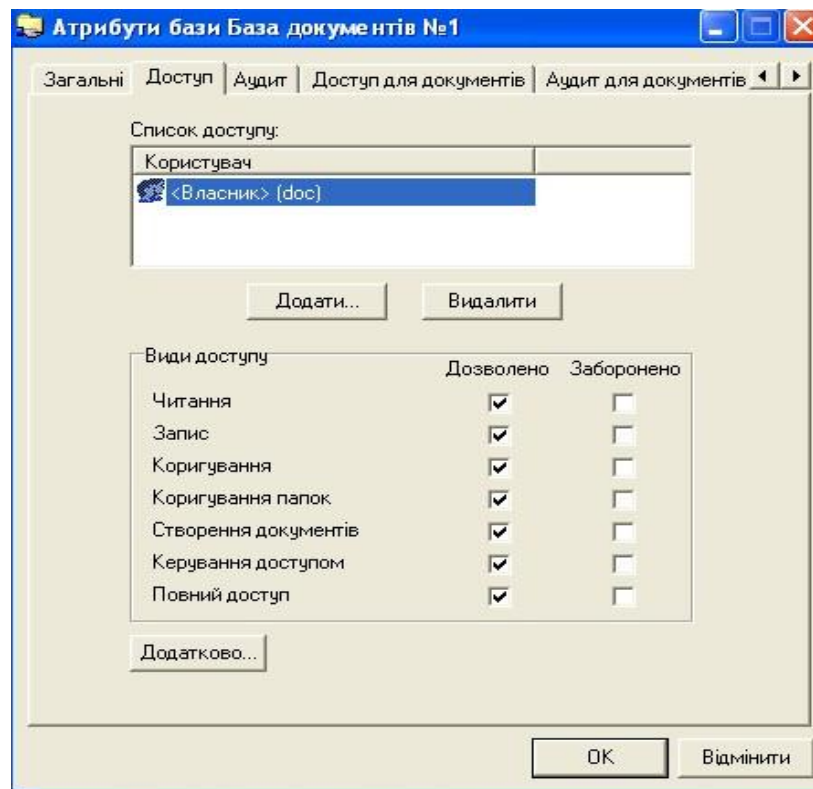 Атрибути бази База документів №1
Загальні Доступ Аудит Доступ для документів Аудит для документів
Список доступу:
Користувач
<Власник> (doc)
Додати... Видалити
Види доступу Дозволено Заборонено
Читання
Запис
Коригування
Коригування папок
Створення документів
Керування доступом
Повний доступ
Додатково...
OK Відмінити